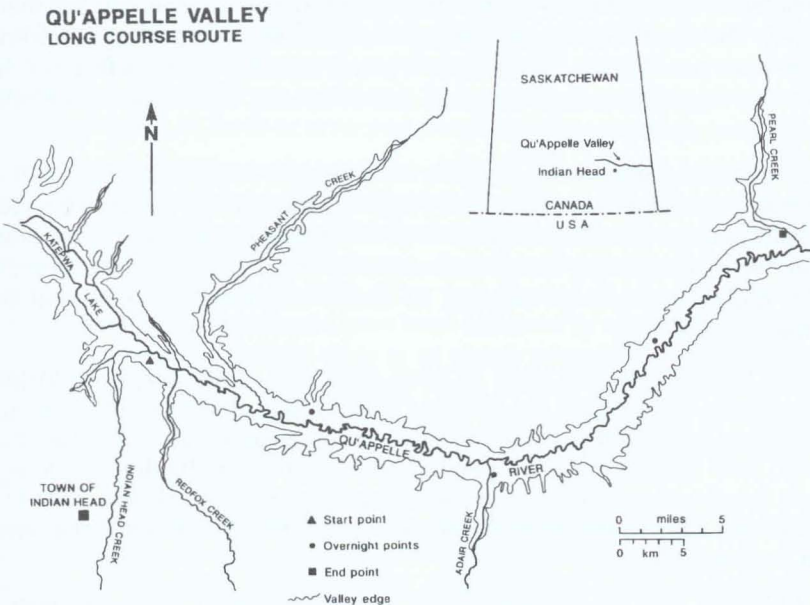 QU'APPELLE VALLEY
LONG COURSE ROUTE
N
SASKATCHEWAN
Qu'Appelle Valley
Indian Head
CANADA
USA
PEARL CREEK
PHEASANT CREEK
KATEPWA
LAKE
QU'APPELLE
RIVER
TOWN OF
INDIAN HEAD
INDIAN HEAD CREEK
REDFOX CREEK
ADAIR CREEK
Start point
Overnight points
End point
Valley edge
0 miles 5
0 km 5